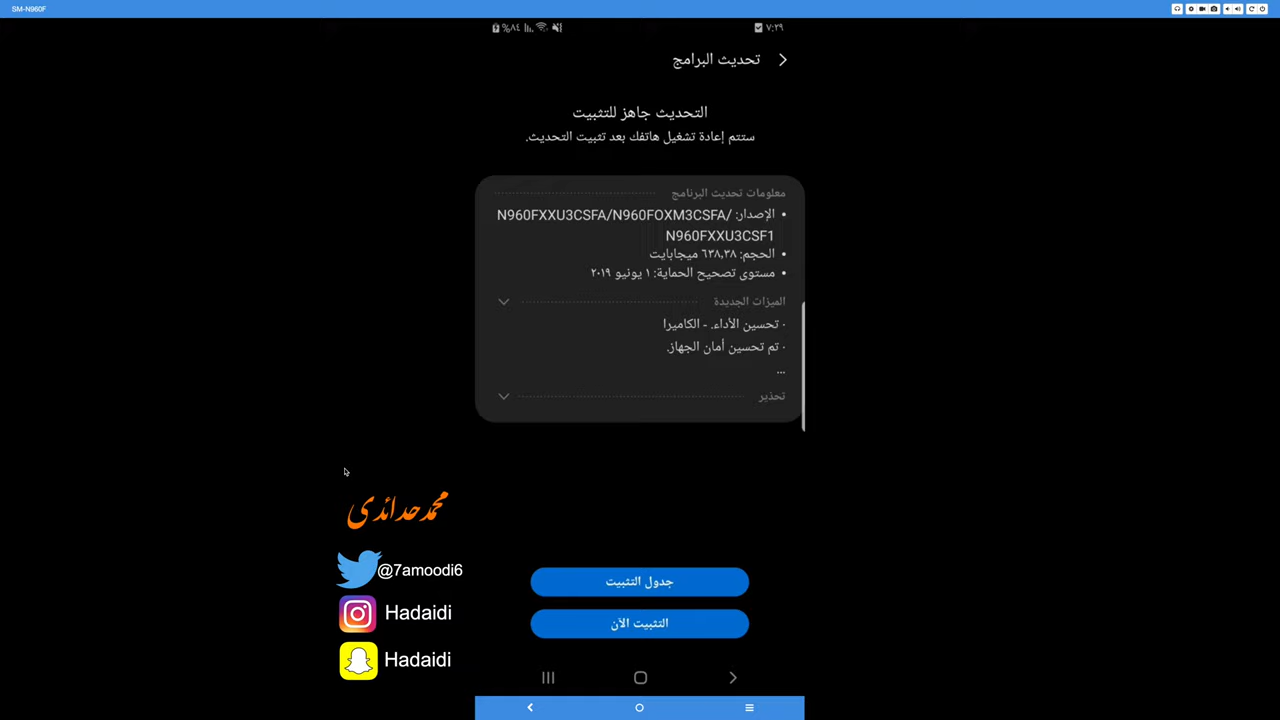 SM-N960F
٧:٢٩
%٨٤
تحديث البرامج
التحديث جاهز للتثبيت
ستتم إعادة تشغيل هاتفك بعد تثبيت التحديث.
معلومات تحديث البرنامج
• الإصدار: N960FXXU3CSFA/N960FOXM3CSFA/
N960FXXU3CSF1
• الحجم: ٦٣٨,٣٨ ميجابايت
• مستوى تصحيح الحماية: ١ يونيو ٢٠١٩
الميزات الجديدة
· تحسين الأداء. - الكاميرا
· تم تحسين أمان الجهاز.
...
تحذير
محمد حدائدي
@7amoodi6
Hadaidi
Hadaidi
جدول التثبيت
التثبيت الآن